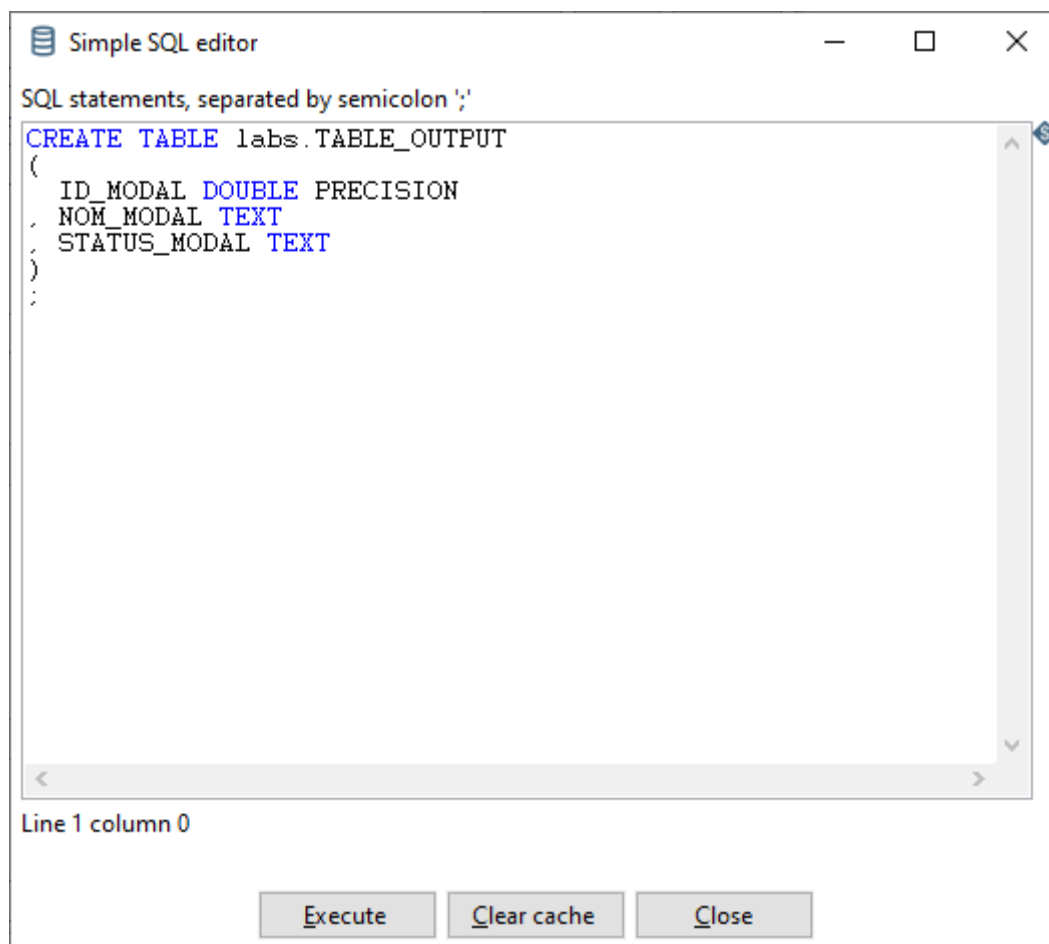 Simple SQL editor
SQL statements, separated by semicolon ';'
CREATE TABLE labs.TABLE_OUTPUT
(
  ID_MODAL DOUBLE PRECISION
, NOM_MODAL TEXT
, STATUS_MODAL TEXT
)
;
Line 1 column 0
Execute Clear cache Close